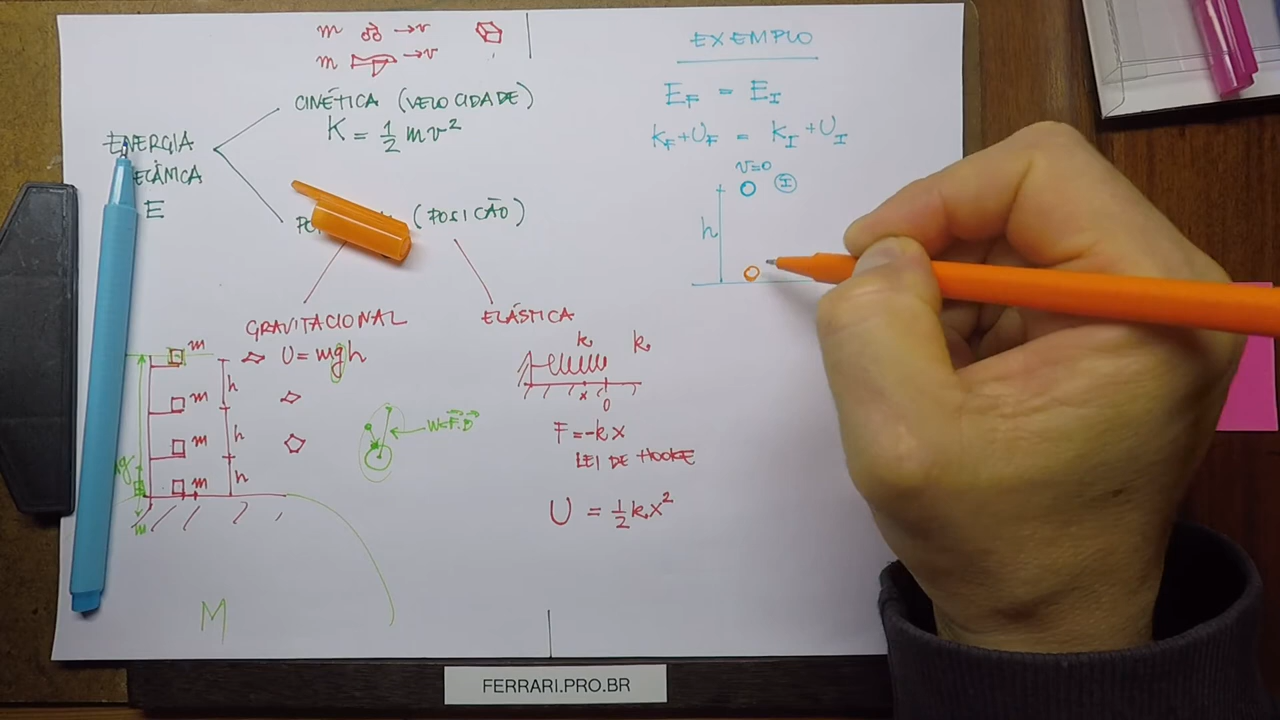 m → v
m → v
CINÉTICA (VELOCIDADE)
K = 1/2 mv²
ENERGIA
E
(POSIÇÃO)
GRAVITACIONAL
U = mgh
m
h
m
m
h
m
h
W=F.D
m
M
ELÁSTICA
k
k
x
0
F=-kx
LEI DE HOOKE
U = 1/2 kx²
EXEMPLO
E_F = E_I
K_F+U_F = K_I+U_I
v=0
I
h
FERRARI.PRO.BR